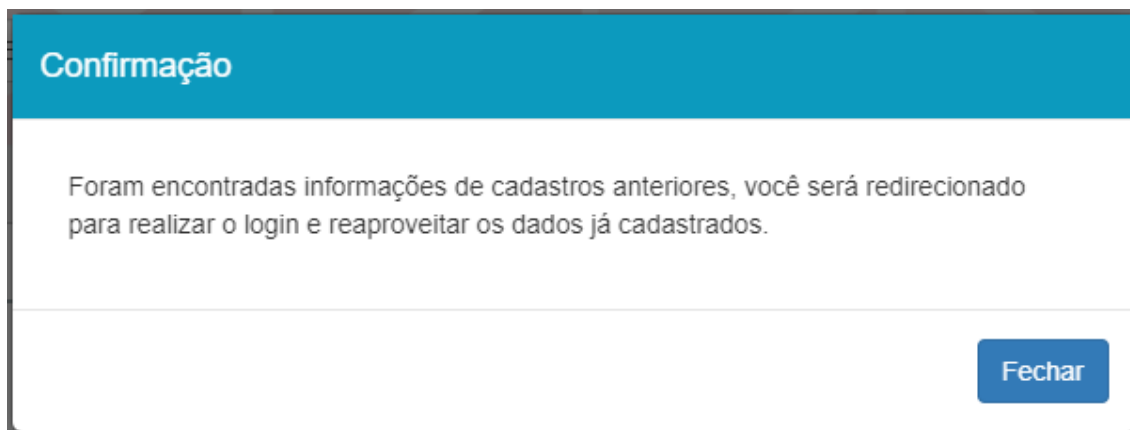 Confirmação
Foram encontradas informações de cadastros anteriores, você será redirecionado
para realizar o login e reaproveitar os dados já cadastrados.
Fechar